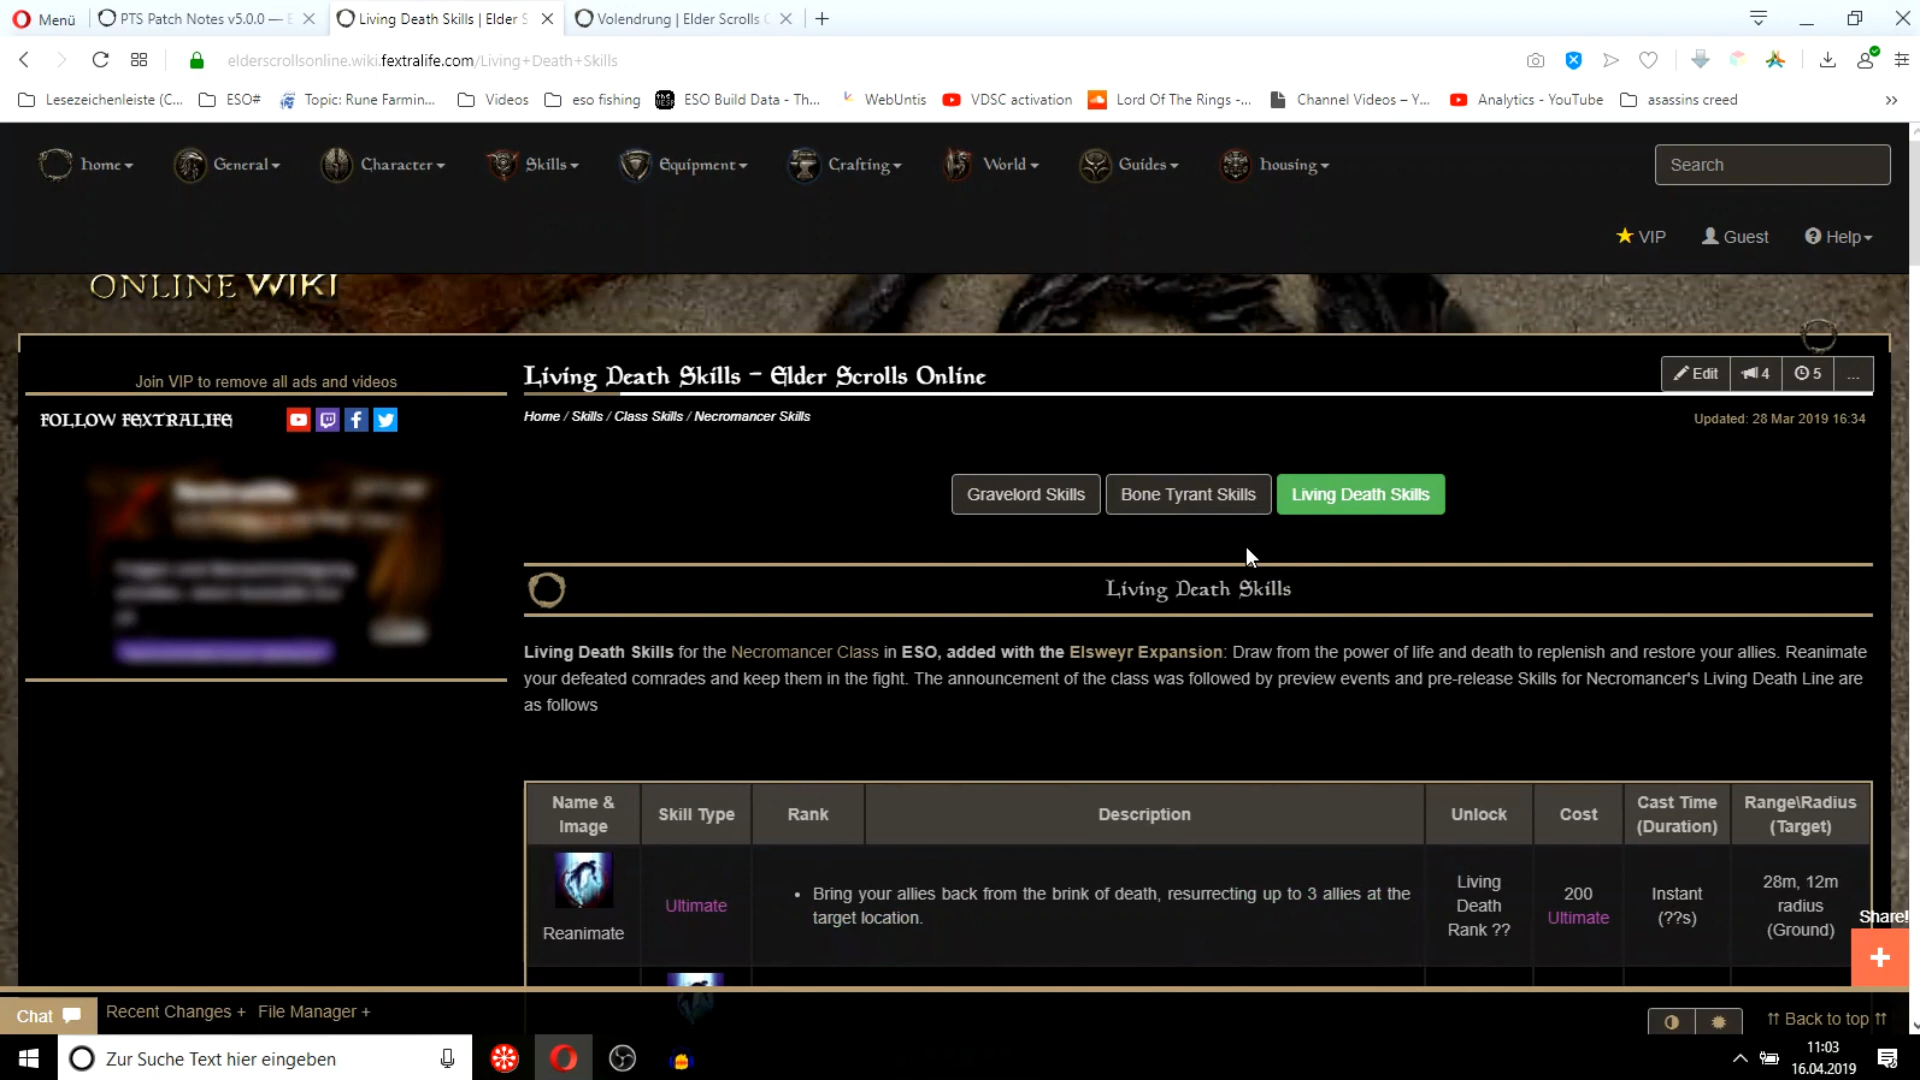 Menü
PTS Patch Notes v5.0.0 — E
Living Death Skills | Elder S
Volendrung | Elder Scrolls O
elderscrollsonline.wiki.fextralife.com/Living+Death+Skills
Lesezeichenleiste (C...
ESO#
Topic: Rune Farmin...
Videos
eso fishing
ESO Build Data - Th...
WebUntis
VDSC activation
Lord Of The Rings -...
Channel Videos – Y...
Analytics - YouTube
asassins creed
Home
General
Character
Skills
Equipment
Crafting
World
Guides
Housing
Search
VIP
Guest
Help
ONLINE WIKI
Join VIP to remove all ads and videos
FOLLOW FEXTRALIFE
Living Death Skills - Elder Scrolls Online
Edit
4
5
...
Home / Skills / Class Skills / Necromancer Skills
Updated: 28 Mar 2019 16:34
Gravelord Skills
Bone Tyrant Skills
Living Death Skills
Living Death Skills
Living Death Skills for the Necromancer Class in ESO, added with the Elsweyr Expansion: Draw from the power of life and death to replenish and restore your allies. Reanimate
your defeated comrades and keep them in the fight. The announcement of the class was followed by preview events and pre-release Skills for Necromancer's Living Death Line are
as follows
Name &
Image
Skill Type
Rank
Description
Unlock
Cost
Cast Time
(Duration)
Range\Radius
(Target)
Reanimate
Ultimate
• Bring your allies back from the brink of death, resurrecting up to 3 allies at the
target location.
Living
Death
Rank ??
200
Ultimate
Instant
(??s)
28m, 12m
radius
(Ground)
Share!
+
Chat
Recent Changes +
File Manager +
⇈ Back to top ⇈
Zur Suche Text hier eingeben
11:03
16.04.2019